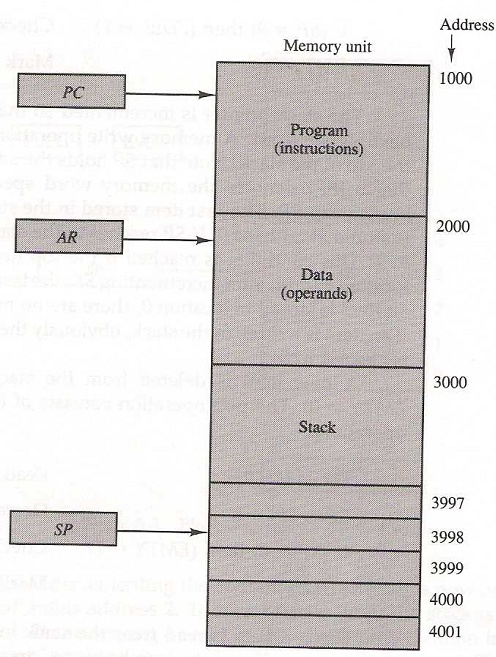 Address
Memory unit
1000
PC
Program
(instructions)
2000
AR
Data
(operands)
3000
Stack
3997
SP
3998
3999
4000
4001